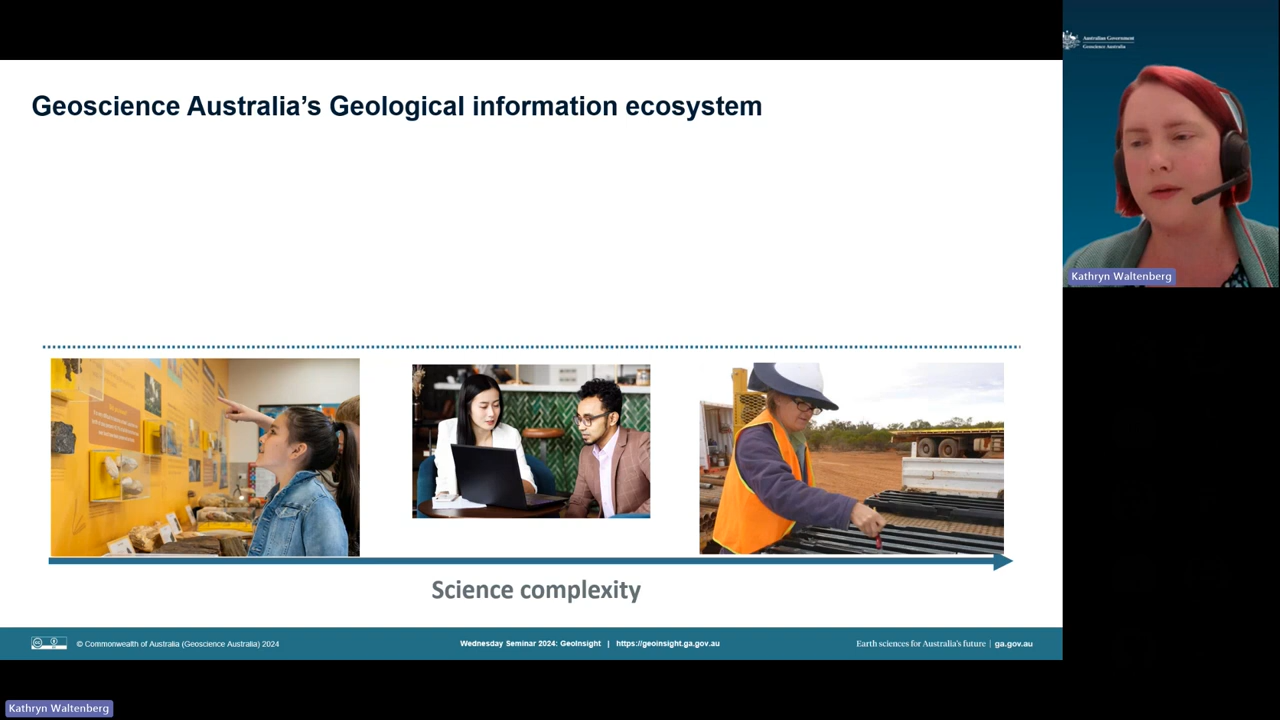 Geoscience Australia’s Geological information ecosystem
Science complexity
© Commonwealth of Australia (Geoscience Australia) 2024
Wednesday Seminar 2024: GeoInsight | https://geoinsight.ga.gov.au
Earth sciences for Australia’s future | ga.gov.au
Australian Government
Geoscience Australia
Kathryn Waltenberg
Kathryn Waltenberg